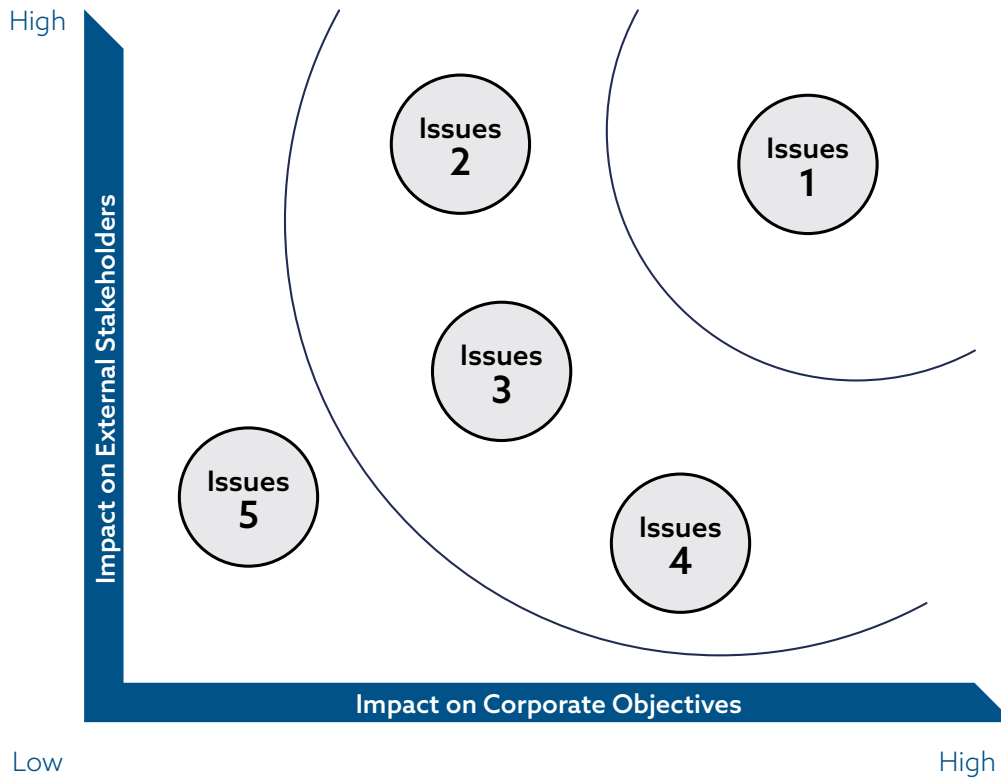 High
Impact on External Stakeholders
Issues
2
Issues
1
Issues
3
Issues
5
Issues
4
Impact on Corporate Objectives
Low
High